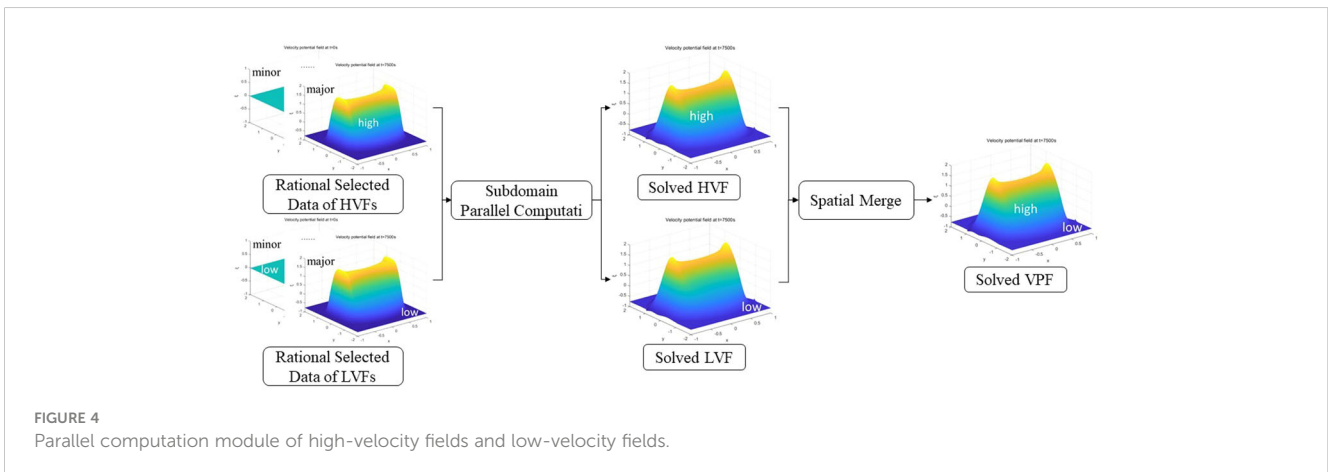 Velocity potential field at t=0s
minor
......
Velocity potential field at t=7500s
major
high
Rational Selected
Data of HVFs
Velocity potential field at t=0s
minor
......
low
Velocity potential field at t=7500s
major
low
Rational Selected
Data of LVFs
Subdomain
Parallel Computati
Velocity potential field at t=7500s
high
Solved HVF
Velocity potential field at t=7500s
low
Solved LVF
Spatial Merge
Velocity potential field at t=7500s
high
low
Solved VPF
FIGURE 4
Parallel computation module of high-velocity fields and low-velocity fields.